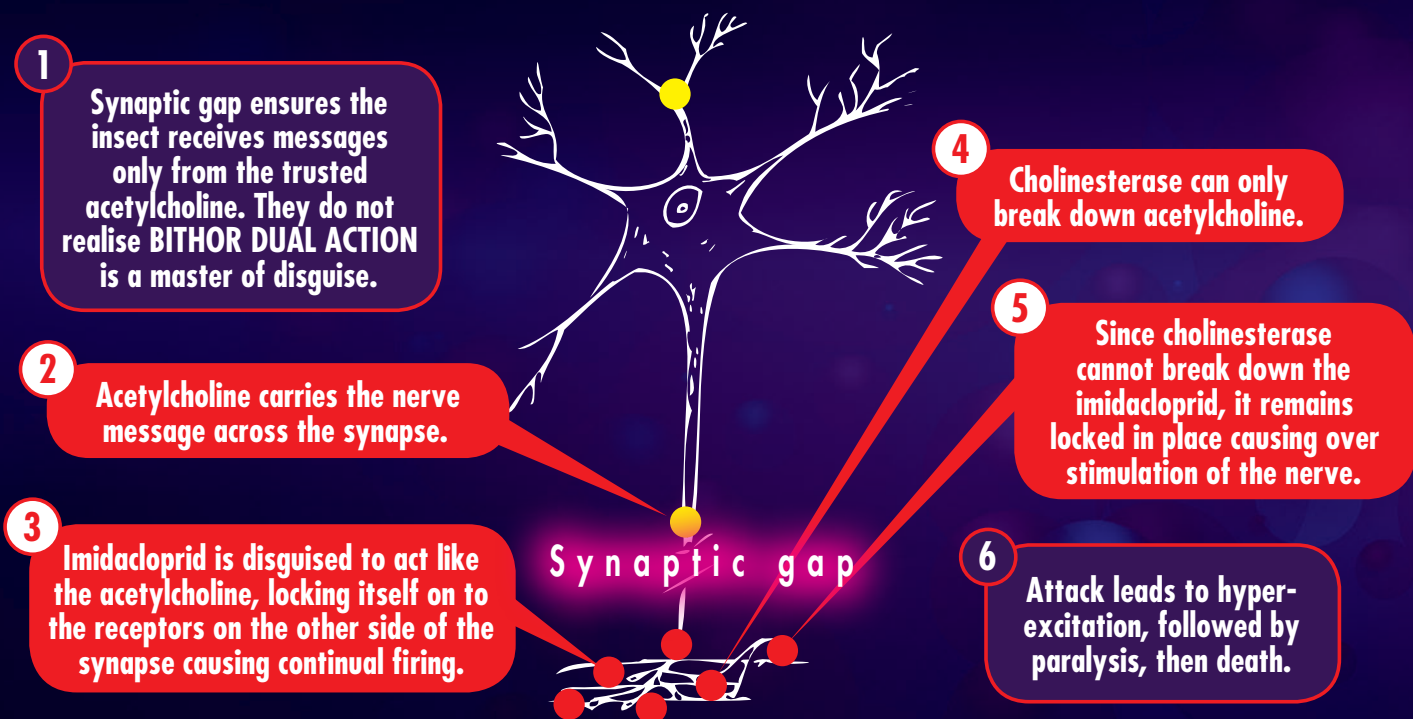 1
Synaptic gap ensures the
insect receives messages
only from the trusted
acetylcholine. They do not
realise BITHOR DUAL ACTION
is a master of disguise.
2
Acetylcholine carries the nerve
message across the synapse.
3
Imidacloprid is disguised to act like
the acetylcholine, locking itself on to
the receptors on the other side of the
synapse causing continual firing.
Synaptic gap
4
Cholinesterase can only
break down acetylcholine.
5
Since cholinesterase
cannot break down the
imidacloprid, it remains
locked in place causing over
stimulation of the nerve.
6
Attack leads to hyper-
excitation, followed by
paralysis, then death.